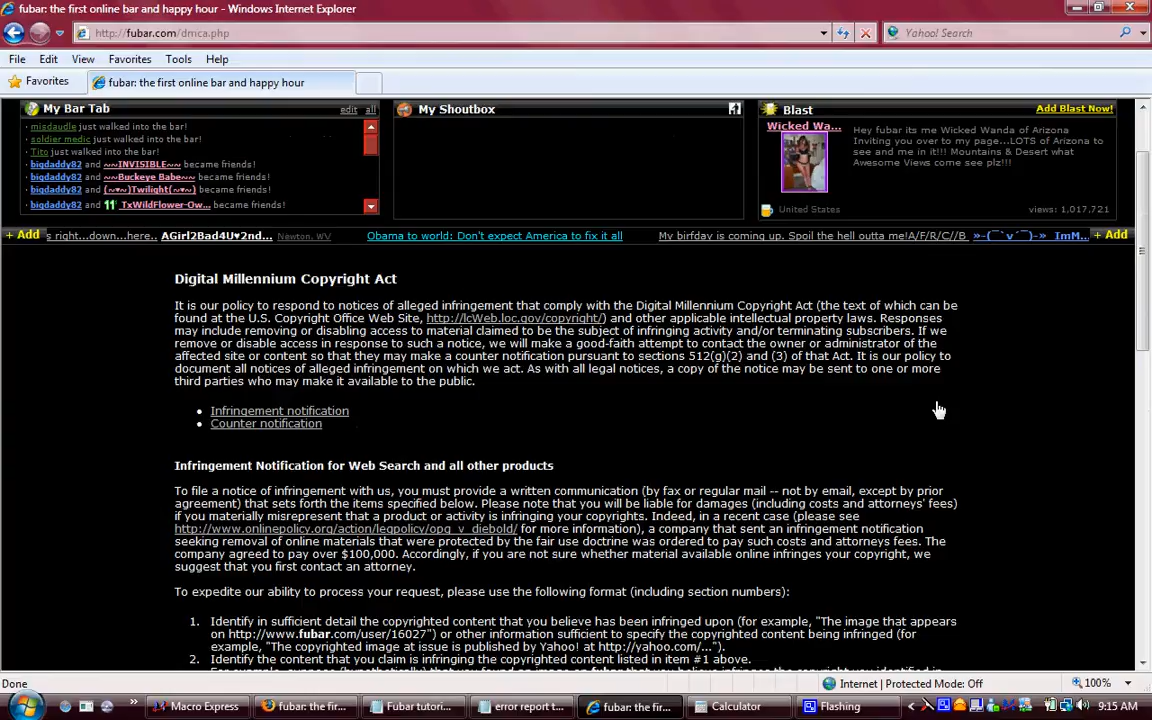 fubar: the first online bar and happy hour - Windows Internet Explorer
http://fubar.com/dmca.php
Yahoo! Search
File Edit View Favorites Tools Help
Favorites fubar: the first online bar and happy hour
My Bar Tab edit all
misdaudle just walked into the bar!
soldier medic just walked into the bar!
Tito just walked into the bar!
bigdaddy82 and ~~INVISIBLE~~ became friends!
bigdaddy82 and ~~Buckeye Babe~~ became friends!
bigdaddy82 and (~♥~)Twilight(~♥~) became friends!
bigdaddy82 and TxWildFlower-Ow... became friends!
My Shoutbox
Blast Add Blast Now!
Wicked Wa...
Hey fubar its me Wicked Wanda of Arizona
Inviting you over to my page...LOTS of Arizona to
see and me in it!!! Mountains & Desert what
Awesome Views come see plz!!!
United States views: 1,017,721
+ Add s right...down...here.. AGirl2Bad4U♥2nd... Newton, WV Obama to world: Don't expect America to fix it all My birfday is coming up. Spoil the hell outta me!A/F/R/C//B »-(¯`v´¯)-» ImM... + Add
Digital Millennium Copyright Act
It is our policy to respond to notices of alleged infringement that comply with the Digital Millennium Copyright Act (the text of which can be
found at the U.S. Copyright Office Web Site, http://lcWeb.loc.gov/copyright/) and other applicable intellectual property laws. Responses
may include removing or disabling access to material claimed to be the subject of infringing activity and/or terminating subscribers. If we
remove or disable access in response to such a notice, we will make a good-faith attempt to contact the owner or administrator of the
affected site or content so that they may make a counter notification pursuant to sections 512(g)(2) and (3) of that Act. It is our policy to
document all notices of alleged infringement on which we act. As with all legal notices, a copy of the notice may be sent to one or more
third parties who may make it available to the public.
• Infringement notification
• Counter notification
Infringement Notification for Web Search and all other products
To file a notice of infringement with us, you must provide a written communication (by fax or regular mail -- not by email, except by prior
agreement) that sets forth the items specified below. Please note that you will be liable for damages (including costs and attorneys' fees)
if you materially misrepresent that a product or activity is infringing your copyrights. Indeed, in a recent case (please see
http://www.onlinepolicy.org/action/legpolicy/opg_v_diebold/ for more information), a company that sent an infringement notification
seeking removal of online materials that were protected by the fair use doctrine was ordered to pay such costs and attorneys fees. The
company agreed to pay over $100,000. Accordingly, if you are not sure whether material available online infringes your copyright, we
suggest that you first contact an attorney.
To expedite our ability to process your request, please use the following format (including section numbers):
1. Identify in sufficient detail the copyrighted content that you believe has been infringed upon (for example, "The image that appears
on http://www.fubar.com/user/16027") or other information sufficient to specify the copyrighted content being infringed (for
example, "The copyrighted image at issue is published by Yahoo! at http://yahoo.com/...").
2. Identify the content that you claim is infringing the copyrighted content listed in item #1 above.
Done Internet | Protected Mode: Off 100%
Macro Express fubar: the fir... Fubar tutori... error report t... fubar: the fir... Calculator Flashing 9:15 AM